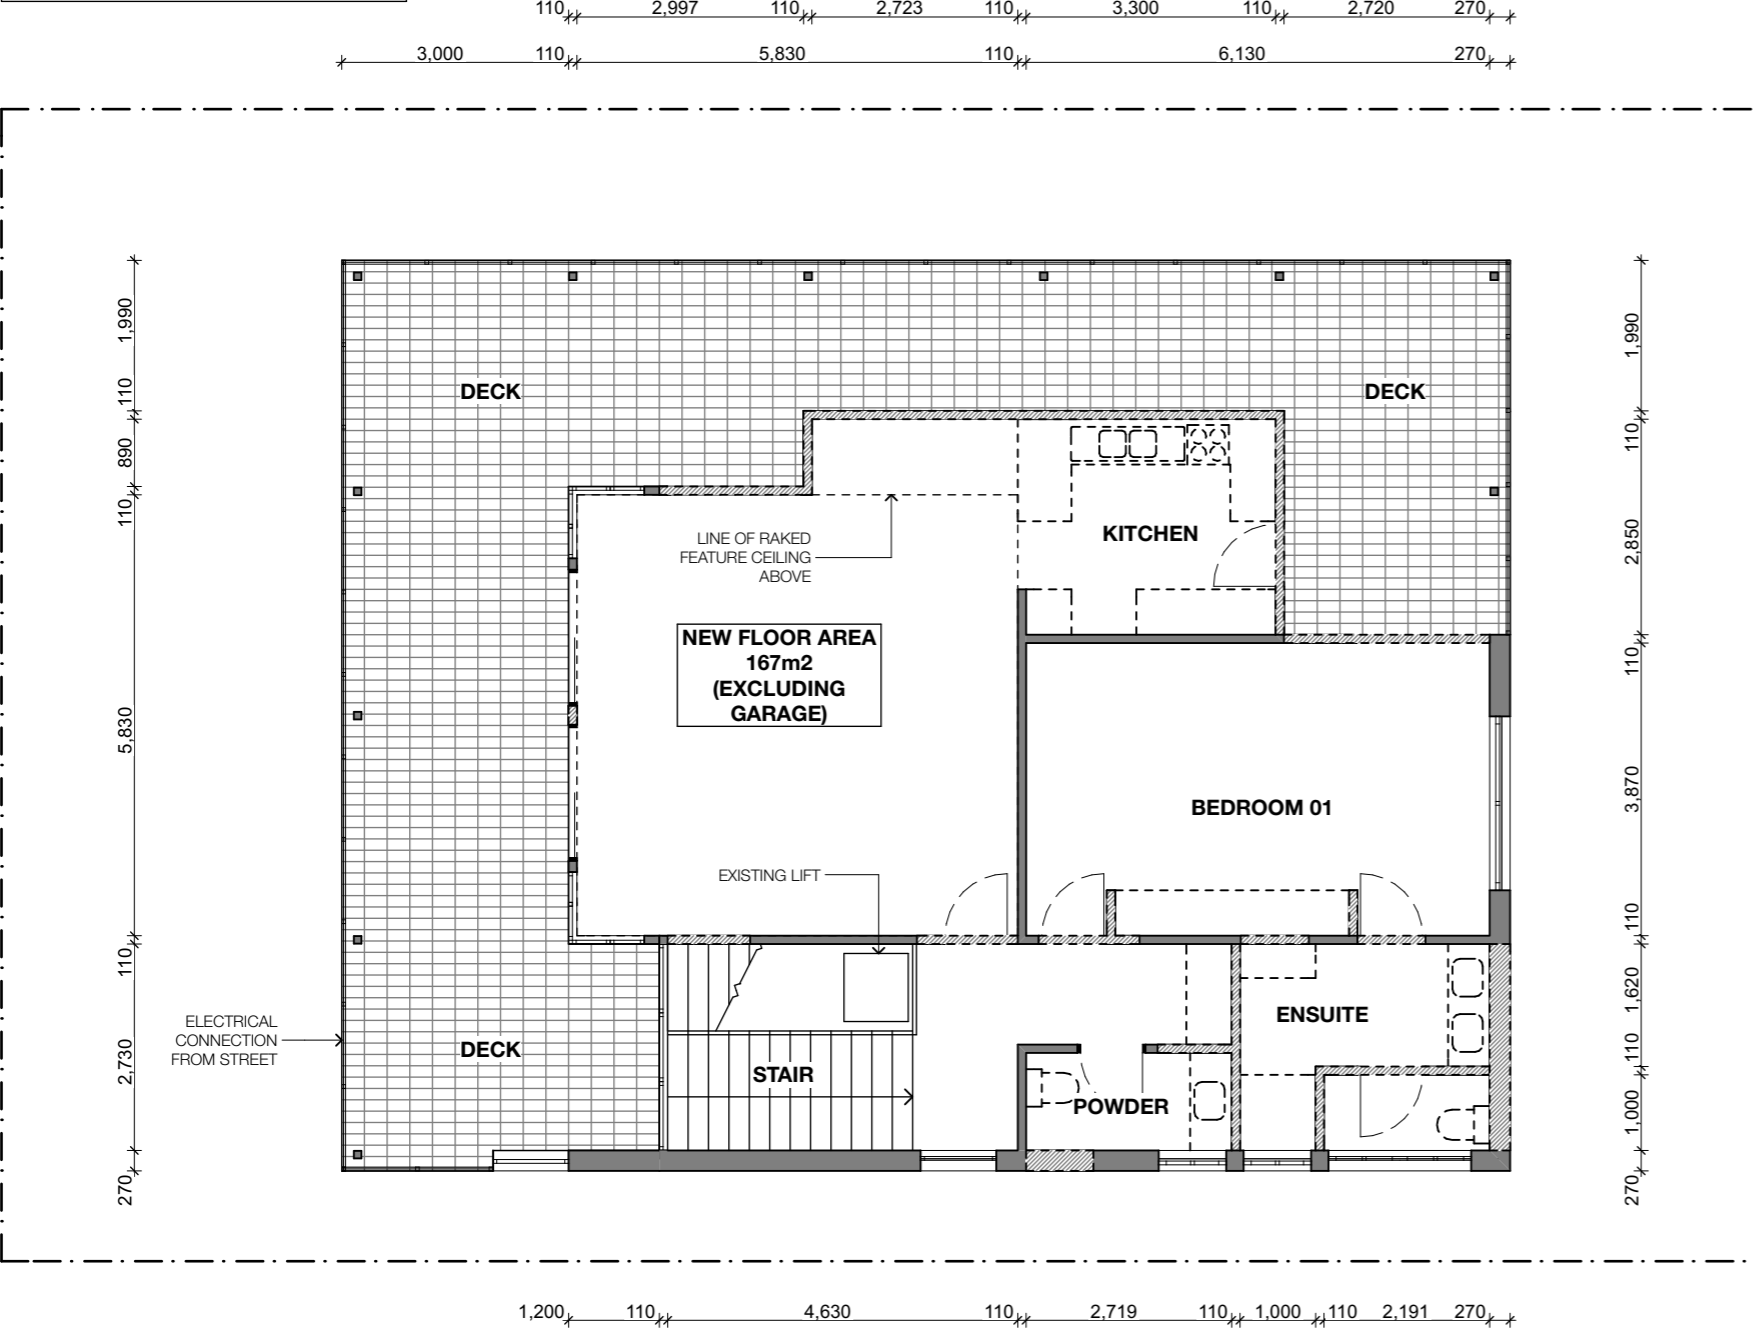 110 2,997 110 2,723 110 3,300 110 2,720 270
3,000 110 5,830 110 6,130 270
1,990
110
890
110
5,830
110
2,730
270
1,990
110
2,850
110
3,870
110
1,620
110
1,000
270
DECK
DECK
KITCHEN
LINE OF RAKED
FEATURE CEILING
ABOVE
NEW FLOOR AREA
167m2
(EXCLUDING
GARAGE)
BEDROOM 01
EXISTING LIFT
ELECTRICAL
CONNECTION
FROM STREET
DECK
STAIR
ENSUITE
POWDER
1,200 110 4,630 110 2,719 110 1,000 110 2,191 270